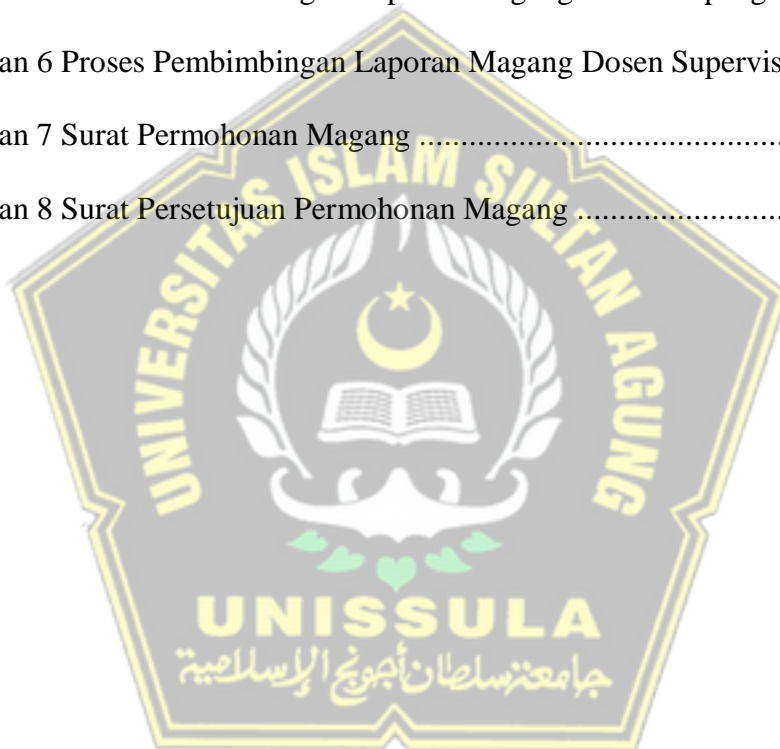 an 6 Proses Pembimbingan Laporan Magang Dosen Supervis
an 7 Surat Permohonan Magang ..........................................
an 8 Surat Persetujuan Permohonan Magang .......................
UNIVERSITAS ISLAM SULTAN AGUNG
UNISSULA
جامعة سلطان أجونج الإسلامية